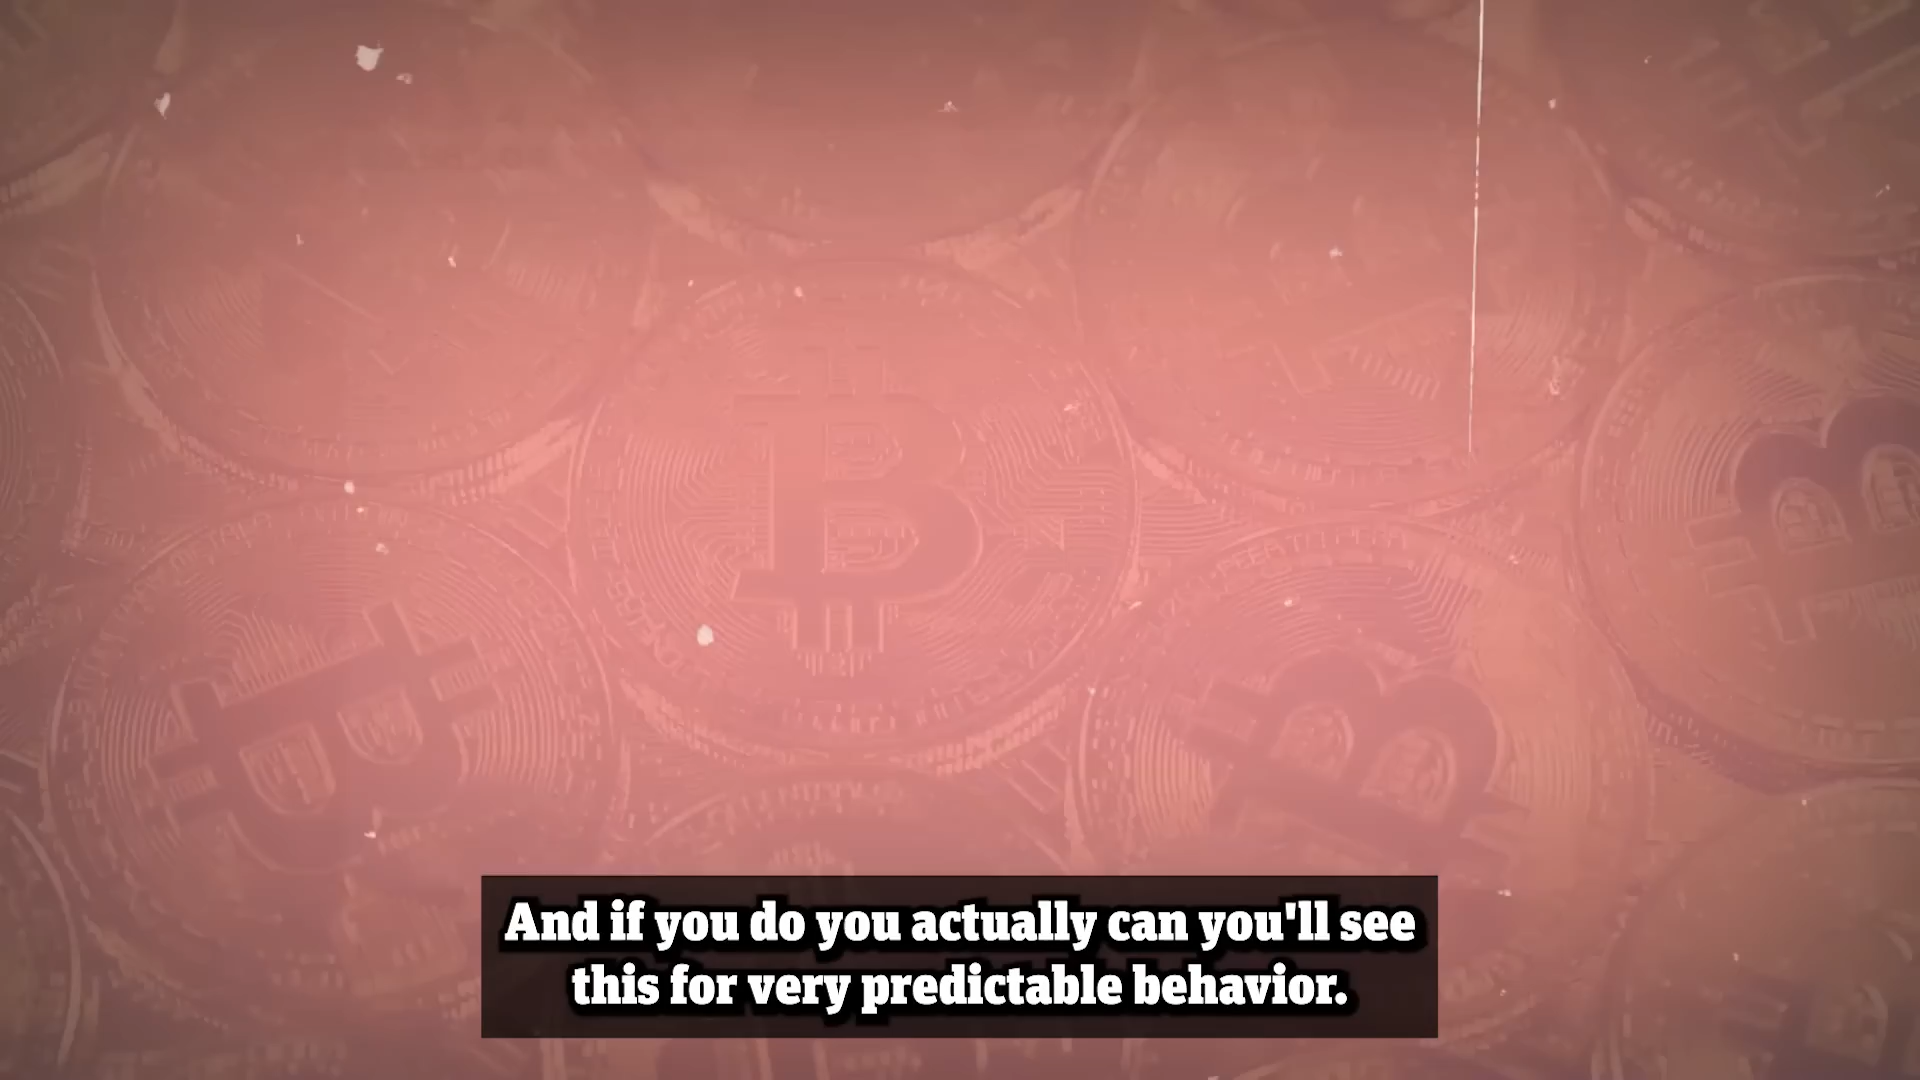 And if you do you actually can you'll see
this for very predictable behavior.